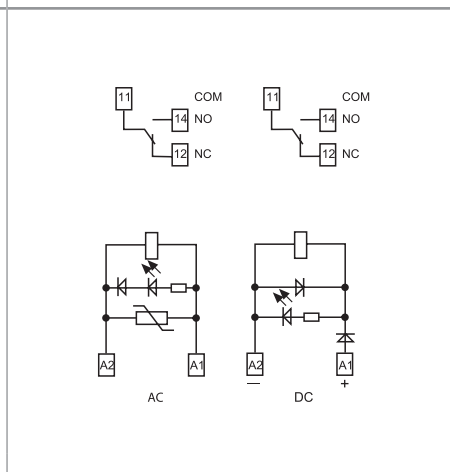 11 COM 11 COM
14 NO 14 NO
12 NC 12 NC
A2 A1 A2 A1
— +
AC DC